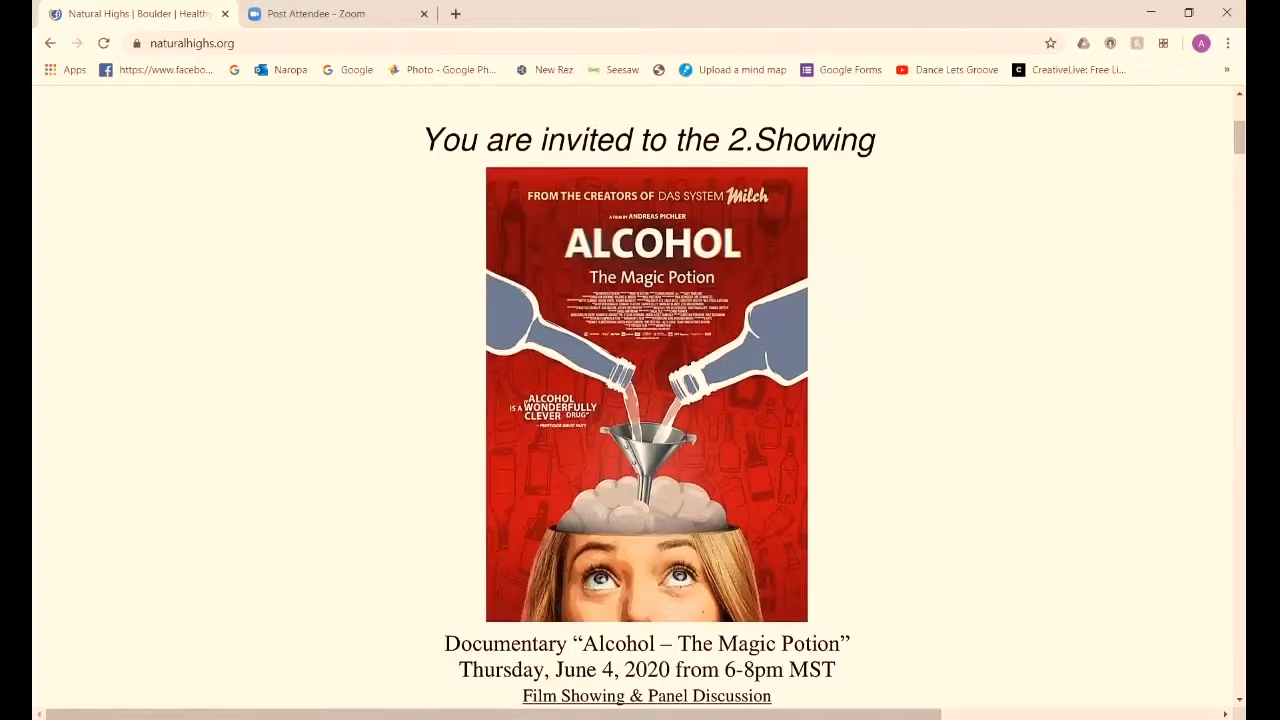 Natural Highs | Boulder | Healthy
Post Attendee - Zoom
naturalhighs.org
Apps
https://www.facebo...
Naropa
Google
Photo - Google Ph...
New Rez
Seesaw
Upload a mind map
Google Forms
Dance Lets Groove
CreativeLive: Free Li...
You are invited to the 2.Showing
FROM THE CREATORS OF DAS SYSTEM Milch
A FILM BY ANDREAS PICHLER
ALCOHOL
The Magic Potion
„ALCOHOL
IS A WONDERFULLY
CLEVER DRUG"
- PROFESSOR DAVID NUTT
Documentary “Alcohol – The Magic Potion”
Thursday, June 4, 2020 from 6-8pm MST
Film Showing & Panel Discussion